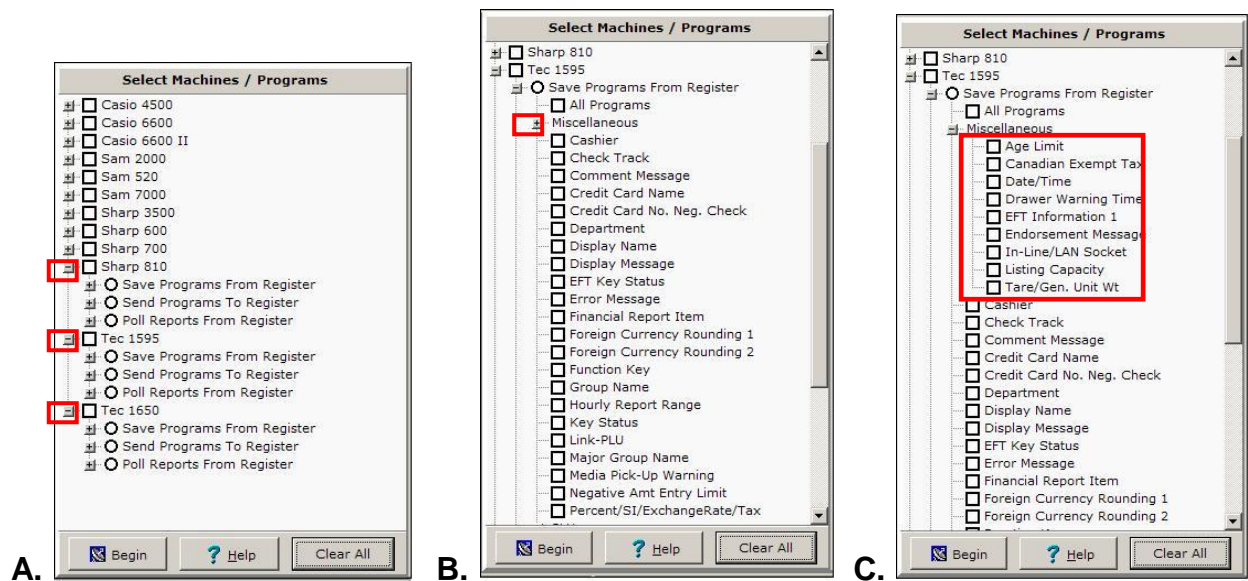 Select Machines / Programs
Casio 4500
Casio 6600
Casio 6600 II
Sam 2000
Sam 520
Sam 7000
Sharp 3500
Sharp 600
Sharp 700
Sharp 810
Save Programs From Register
Send Programs To Register
Poll Reports From Register
Tec 1595
Save Programs From Register
Send Programs To Register
Poll Reports From Register
Tec 1650
Save Programs From Register
Send Programs To Register
Poll Reports From Register
Begin
? Help
Clear All
A.
Select Machines / Programs
Sharp 810
Tec 1595
Save Programs From Register
All Programs
Miscellaneous
Cashier
Check Track
Comment Message
Credit Card Name
Credit Card No. Neg. Check
Department
Display Name
Display Message
EFT Key Status
Error Message
Financial Report Item
Foreign Currency Rounding 1
Foreign Currency Rounding 2
Function Key
Group Name
Hourly Report Range
Key Status
Link-PLU
Major Group Name
Media Pick-Up Warning
Negative Amt Entry Limit
Percent/SI/ExchangeRate/Tax
Begin
? Help
Clear All
B.
Select Machines / Programs
Sharp 810
Tec 1595
Save Programs From Register
All Programs
Miscellaneous
Age Limit
Canadian Exempt Tax
Date/Time
Drawer Warning Time
EFT Information 1
Endorsement Message
In-Line/LAN Socket
Listing Capacity
Tare/Gen. Unit Wt
Cashier
Check Track
Comment Message
Credit Card Name
Credit Card No. Neg. Check
Department
Display Name
Display Message
EFT Key Status
Error Message
Financial Report Item
Foreign Currency Rounding 1
Foreign Currency Rounding 2
Begin
? Help
Clear All
C.